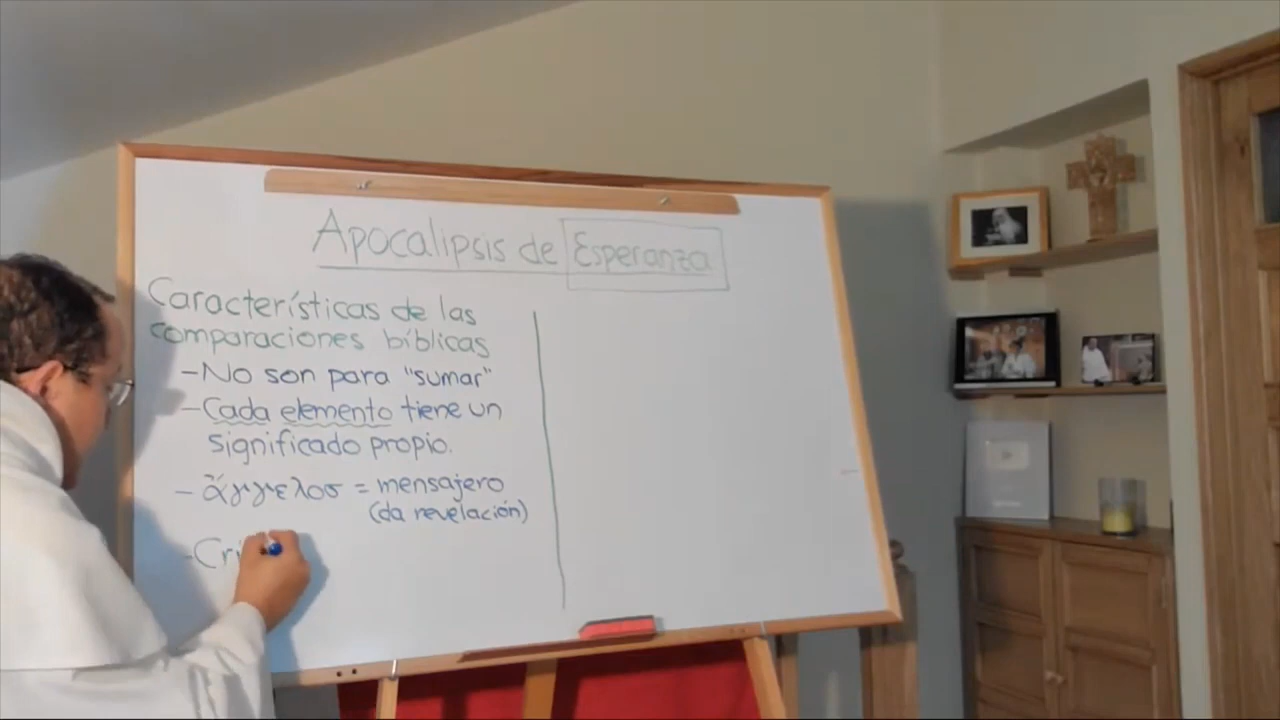 Apocalipsis de Esperanza
Características de las
comparaciones bíblicas
- No son para "sumar"
- Cada elemento tiene un
significado propio.
- ἄγγελοσ = mensajero
(da revelación)
- Cri